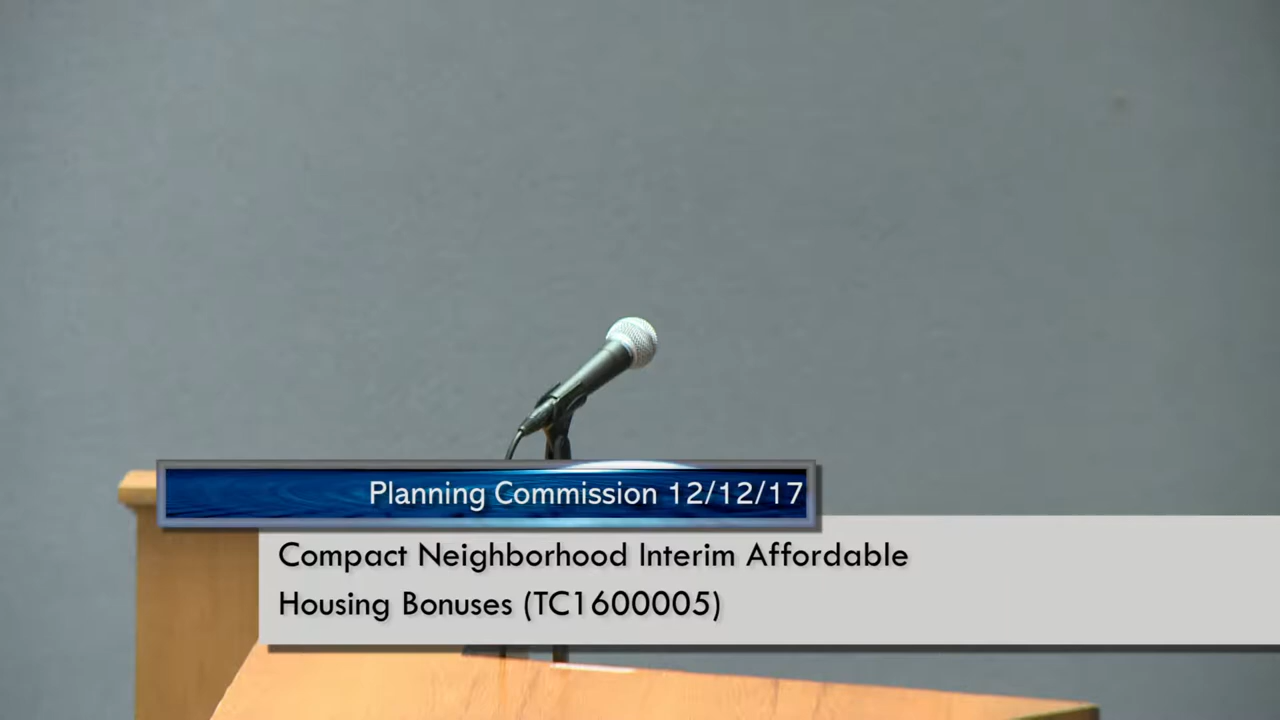 Planning Commission 12/12/17
Compact Neighborhood Interim Affordable
Housing Bonuses (TC1600005)